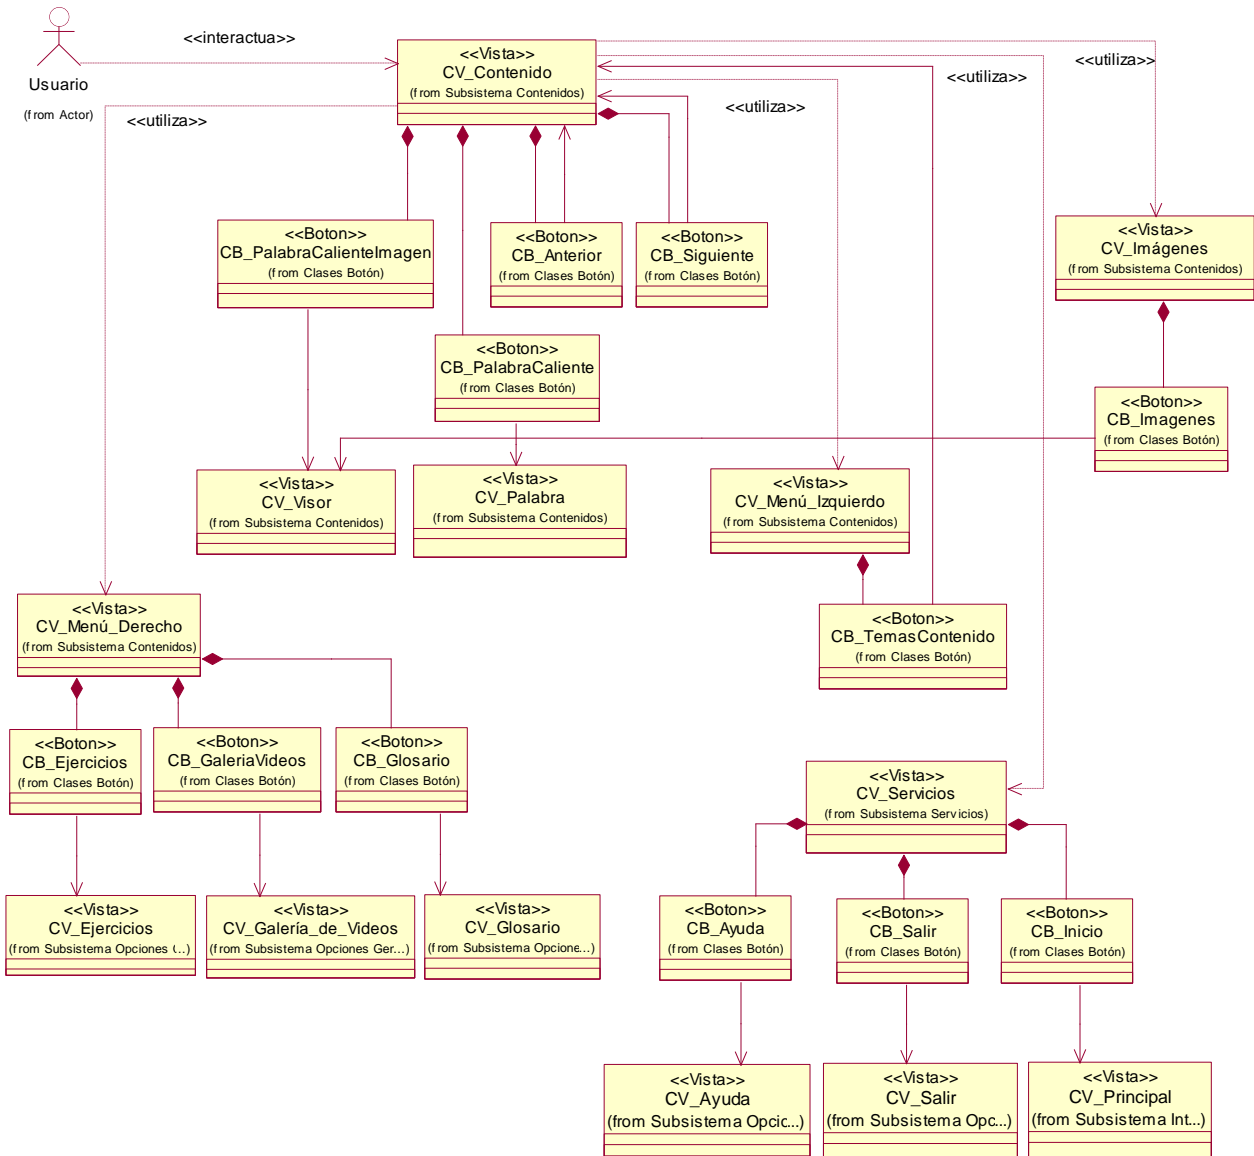 <<interactua>>
Usuario
(from Actor)
<<utiliza>>
<<Vista>>
CV_Contenido
(from Subsistema Contenidos)
<<utiliza>>
<<utiliza>>
<<utiliza>>
<<Boton>>
CB_PalabraCalienteImagen
(from Clases Botón)
<<Boton>>
CB_Anterior
(from Clases Botón)
<<Boton>>
CB_Siguiente
(from Clases Botón)
<<Vista>>
CV_Imágenes
(from Subsistema Contenidos)
<<Boton>>
CB_PalabraCaliente
(from Clases Botón)
<<Boton>>
CB_Imagenes
(from Clases Botón)
<<Vista>>
CV_Visor
(from Subsistema Contenidos)
<<Vista>>
CV_Palabra
(from Subsistema Contenidos)
<<Vista>>
CV_Menú_Izquierdo
(from Subsistema Contenidos)
<<Vista>>
CV_Menú_Derecho
(from Subsistema Contenidos)
<<Boton>>
CB_TemasContenido
(from Clases Botón)
<<Boton>>
CB_Ejercicios
(from Clases Botón)
<<Boton>>
CB_GaleriaVideos
(from Clases Botón)
<<Boton>>
CB_Glosario
(from Clases Botón)
<<Vista>>
CV_Servicios
(from Subsistema Servicios)
<<Vista>>
CV_Ejercicios
(from Subsistema Opciones (...)
<<Vista>>
CV_Galería_de_Videos
(from Subsistema Opciones Ger...)
<<Vista>>
CV_Glosario
(from Subsistema Opcione...)
<<Boton>>
CB_Ayuda
(from Clases Botón)
<<Boton>>
CB_Salir
(from Clases Botón)
<<Boton>>
CB_Inicio
(from Clases Botón)
<<Vista>>
CV_Ayuda
(from Subsistema Opcic...)
<<Vista>>
CV_Salir
(from Subsistema Opc...)
<<Vista>>
CV_Principal
(from Subsistema Int...)